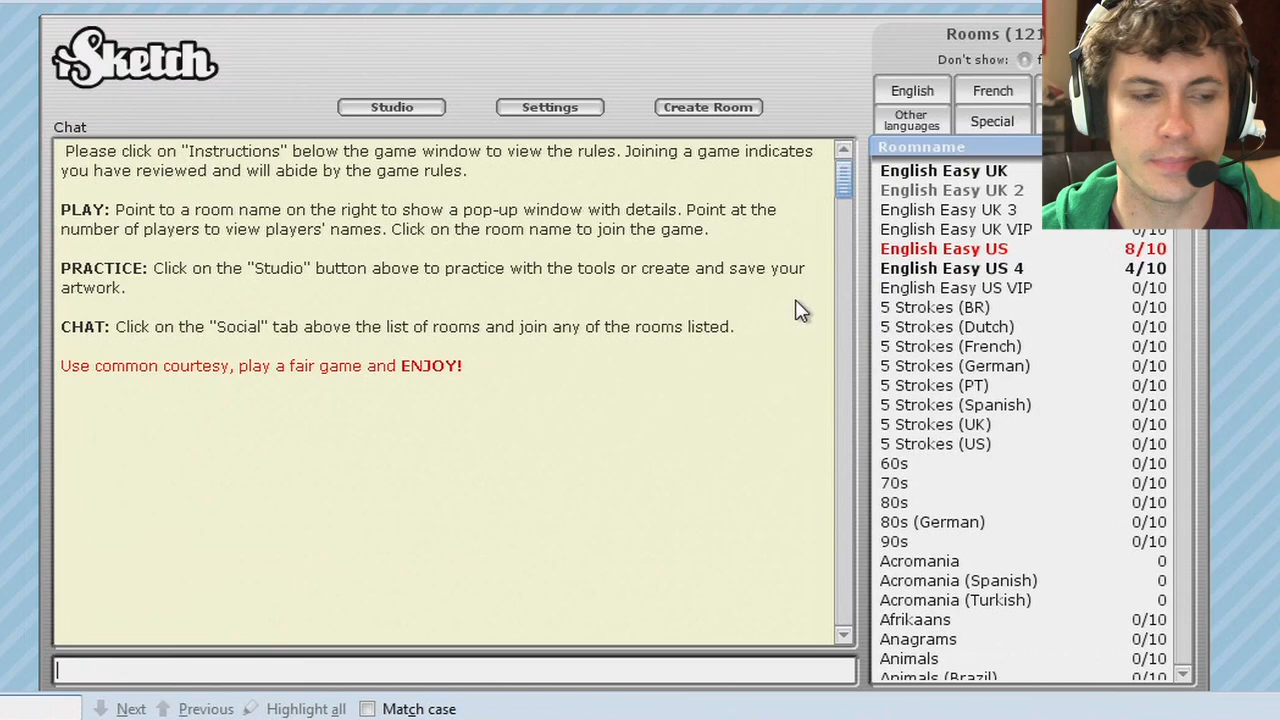 iSketch
Rooms (121
Don't show:
Studio
Settings
Create Room
English
French
Other languages
Special
Chat
Roomname
Please click on "Instructions" below the game window to view the rules. Joining a game indicates
you have reviewed and will abide by the game rules.
PLAY: Point to a room name on the right to show a pop-up window with details. Point at the
number of players to view players' names. Click on the room name to join the game.
PRACTICE: Click on the "Studio" button above to practice with the tools or create and save your
artwork.
CHAT: Click on the "Social" tab above the list of rooms and join any of the rooms listed.
Use common courtesy, play a fair game and ENJOY!
English Easy UK
English Easy UK 2
English Easy UK 3
English Easy UK VIP 0/10
English Easy US 8/10
English Easy US 4 4/10
English Easy US VIP 0/10
5 Strokes (BR) 0/10
5 Strokes (Dutch) 0/10
5 Strokes (French) 0/10
5 Strokes (German) 0/10
5 Strokes (PT) 0/10
5 Strokes (Spanish) 0/10
5 Strokes (UK) 0/10
5 Strokes (US) 0/10
60s 0/10
70s 0/10
80s 0/10
80s (German) 0/10
90s 0/10
Acromania 0
Acromania (Spanish) 0
Acromania (Turkish) 0
Afrikaans 0/10
Anagrams 0/10
Animals 0/10
Animals (Brazil) 0/10
Next
Previous
Highlight all
Match case